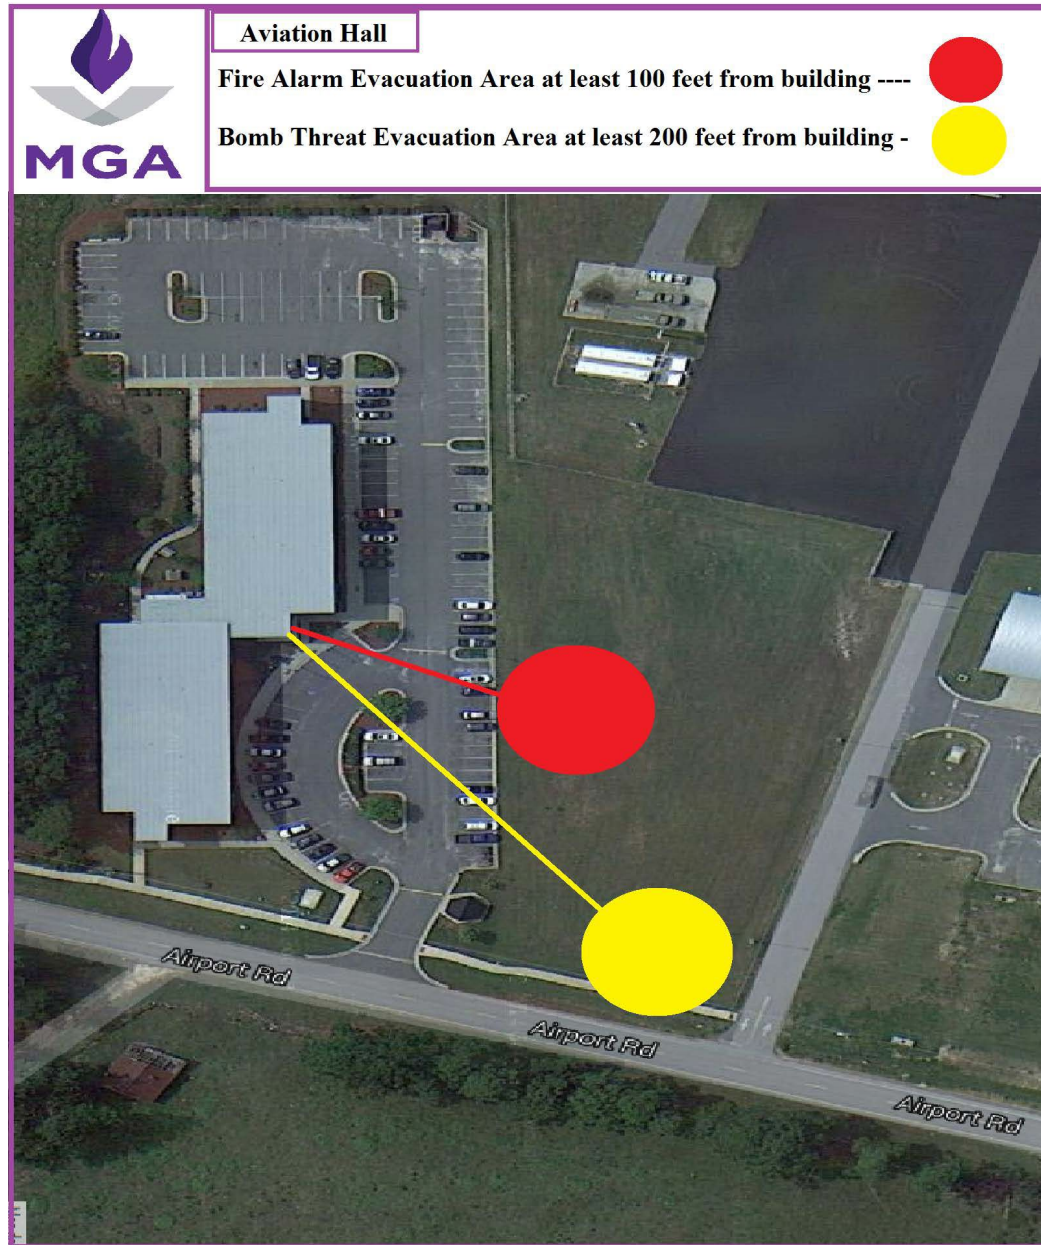 MGA
Aviation Hall
Fire Alarm Evacuation Area at least 100 feet from building ----
Bomb Threat Evacuation Area at least 200 feet from building -
Airport Rd
Airport Rd
Airport Rd